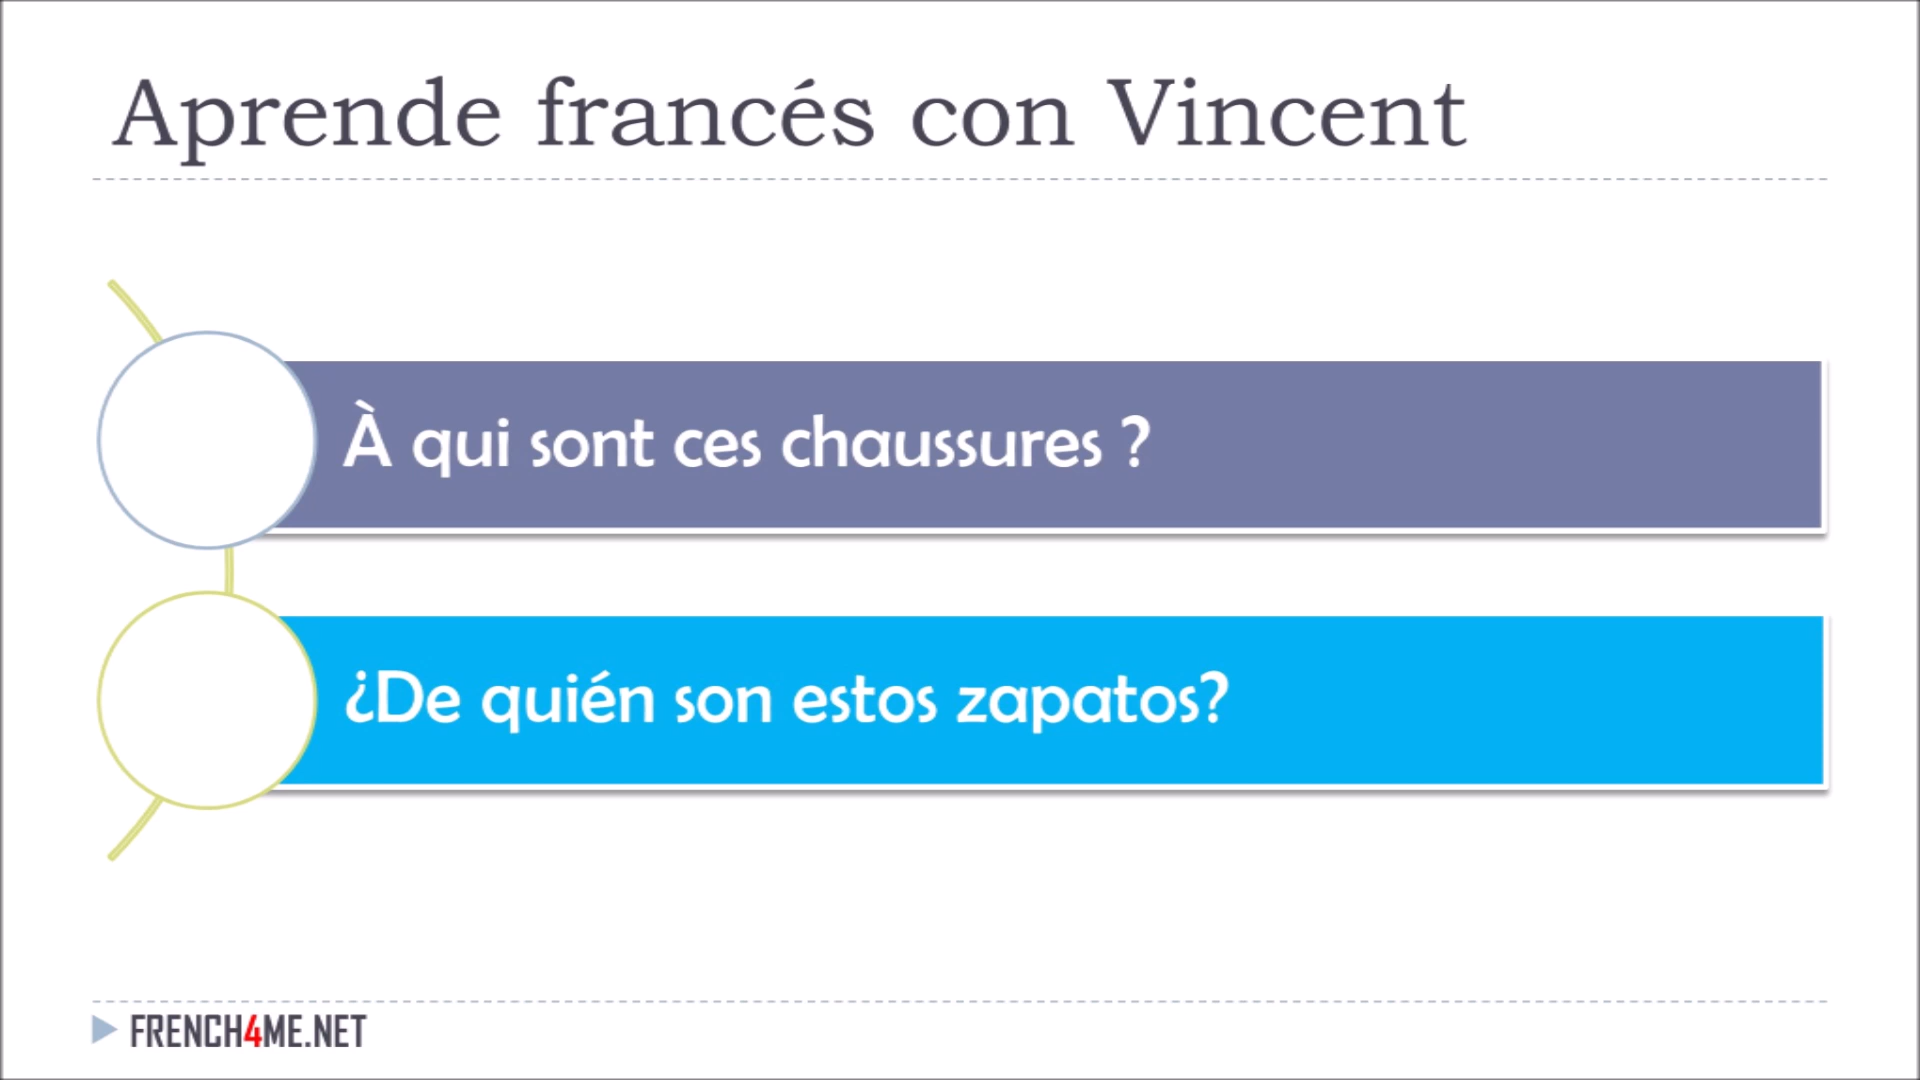 Aprende francés con Vincent
À qui sont ces chaussures ?
¿De quién son estos zapatos?
FRENCH4ME.NET